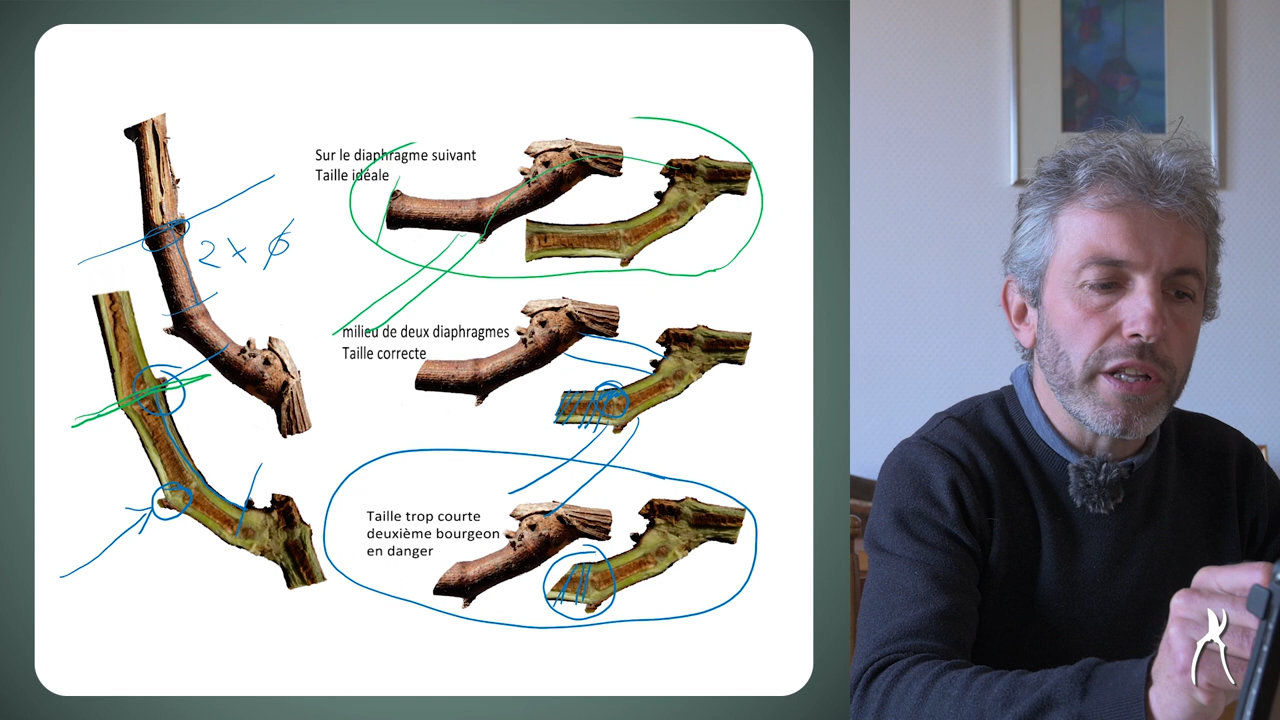 Sur le diaphragme suivant
Taille idéale
2 x ø
milieu de deux diaphragmes
Taille correcte
Taille trop courte
deuxième bourgeon
en danger